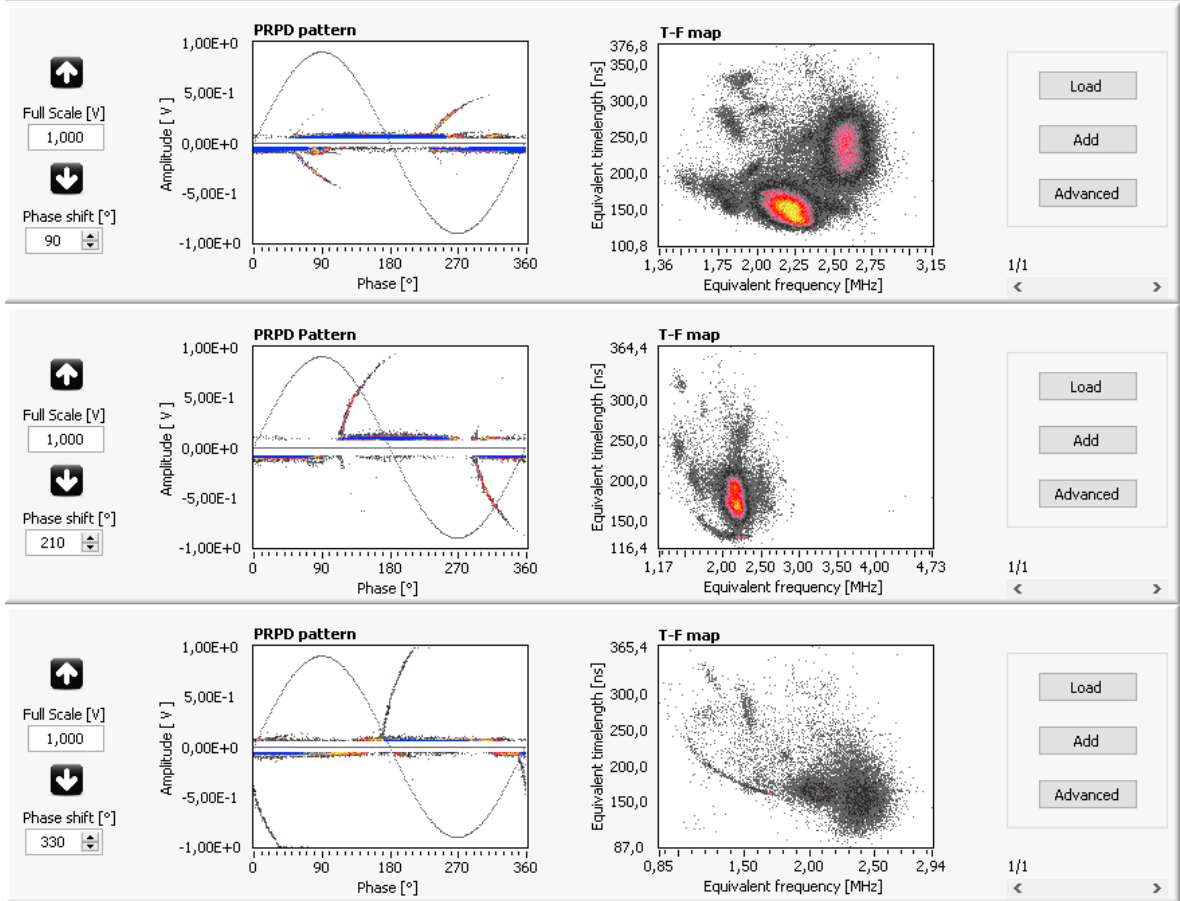 PRPD pattern
T-F map
Full Scale [V]
1,000
Phase shift [°]
90
Amplitude [ V ]
1,00E+0
5,00E-1
0,00E+0
-5,00E-1
-1,00E+0
0 90 180 270 360
Phase [°]
Equivalent timelength [ns]
376,8
350,0
300,0
250,0
200,0
150,0
100,8
1,36 1,75 2,00 2,25 2,50 2,75 3,15
Equivalent frequency [MHz]
Load
Add
Advanced
1/1
PRPD Pattern
T-F map
Full Scale [V]
1,000
Phase shift [°]
210
Amplitude [ V ]
1,00E+0
5,00E-1
0,00E+0
-5,00E-1
-1,00E+0
0 90 180 270 360
Phase [°]
Equivalent timelength [ns]
364,4
300,0
250,0
200,0
150,0
116,4
1,17 2,00 2,50 3,00 3,50 4,00 4,73
Equivalent frequency [MHz]
Load
Add
Advanced
1/1
PRPD pattern
T-F map
Full Scale [V]
1,000
Phase shift [°]
330
Amplitude [ V ]
1,00E+0
5,00E-1
0,00E+0
-5,00E-1
-1,00E+0
0 90 180 270 360
Phase [°]
Equivalent timelength [ns]
365,4
300,0
250,0
200,0
150,0
87,0
0,85 1,50 2,00 2,50 2,94
Equivalent frequency [MHz]
Load
Add
Advanced
1/1